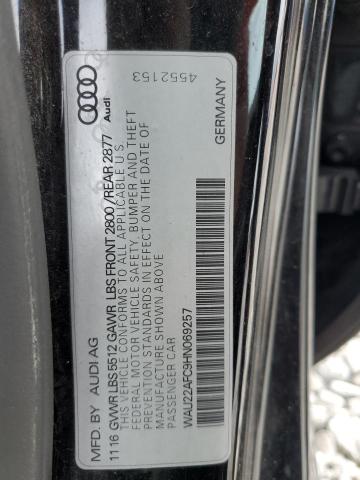 MFD. BY AUDI AG Audi
11 16 GVWR LBS 5512 GAWR LBS FRONT 2800 /REAR 2877
THIS VEHICLE CONFORMS TO ALL APPLICABLE U.S.
FEDERAL MOTOR VEHICLE SAFETY, BUMPER AND THEFT
PREVENTION STANDARDS IN EFFECT ON THE DATE OF
MANUFACTURE SHOWN ABOVE
PASSENGER CAR
WAU22AFC9HN069257
GERMANY
4552153